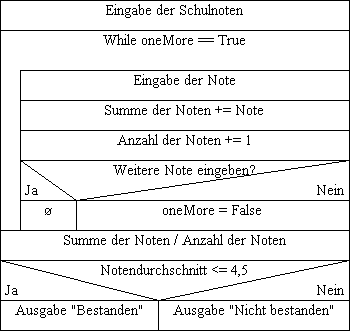 Eingabe der Schulnoten
While oneMore == True
Eingabe der Note
Summe der Noten += Note
Anzahl der Noten += 1
Weitere Note eingeben?
Ja
Nein
ø
oneMore = False
Summe der Noten / Anzahl der Noten
Notendurchschnitt <= 4,5
Ja
Nein
Ausgabe "Bestanden"
Ausgabe "Nicht bestanden"